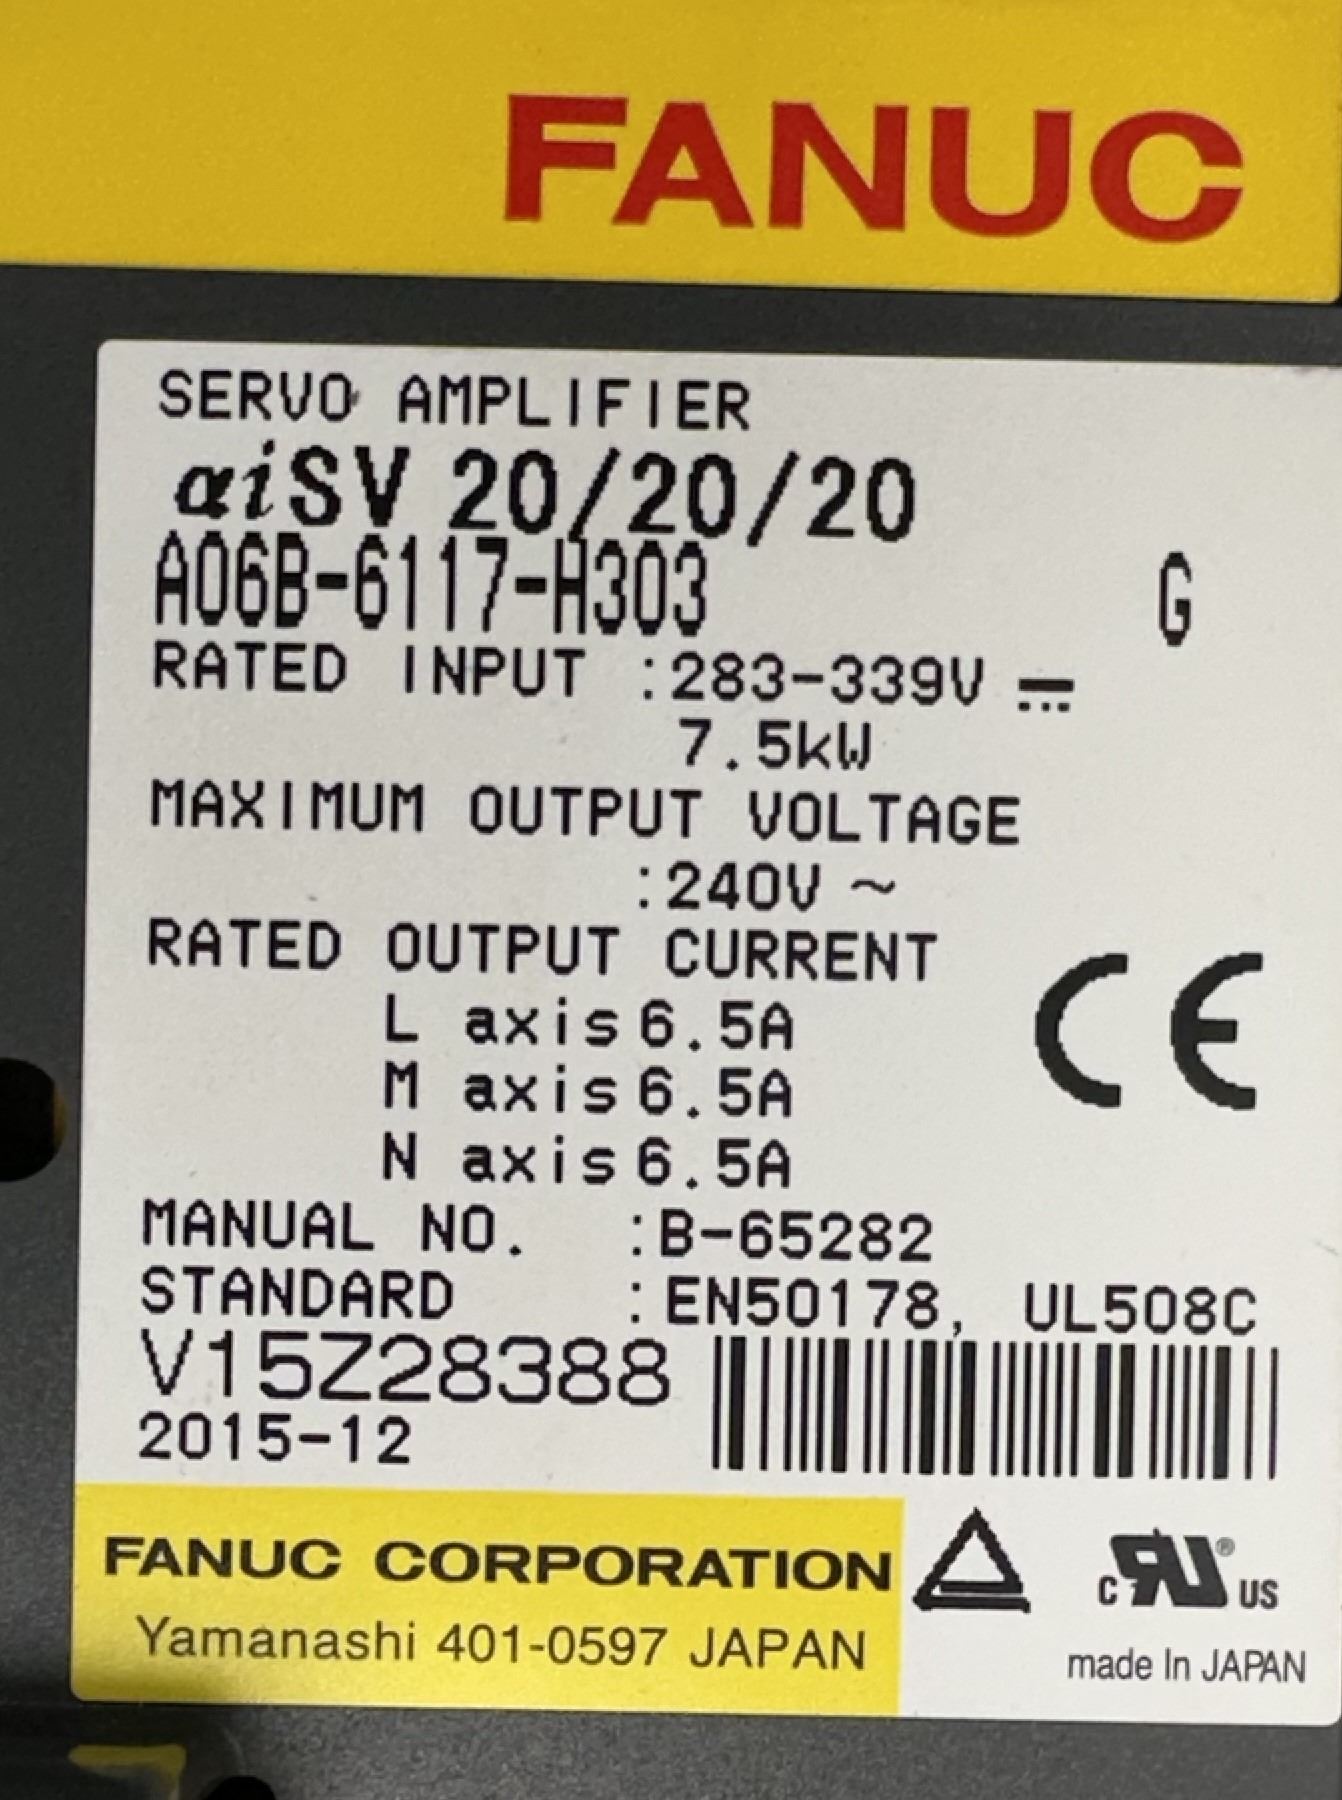 FANUC
SERVO AMPLIFIER
αiSV 20/20/20
A06B-6117-H303 G
RATED INPUT :283-339V ⎓
7.5kW
MAXIMUM OUTPUT VOLTAGE
:240V ~
RATED OUTPUT CURRENT
L axis 6.5A
M axis 6.5A
N axis 6.5A
CE
MANUAL NO. :B-65282
STANDARD :EN50178, UL508C
V15Z28388
2015-12
FANUC CORPORATION
Yamanashi 401-0597 JAPAN
c RU ® US
made In JAPAN